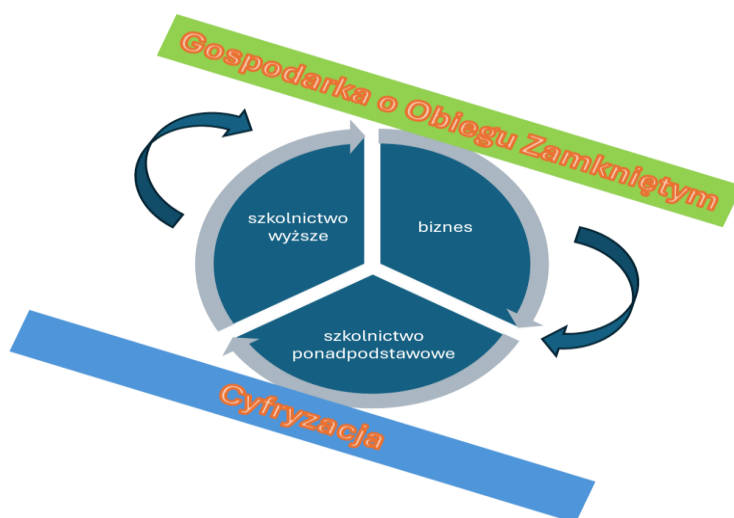 Gospodarka o Obiegu Zamkniętym
szkolnictwo
wyższe
biznes
szkolnictwo
ponadpodstawowe
Cyfryzacja